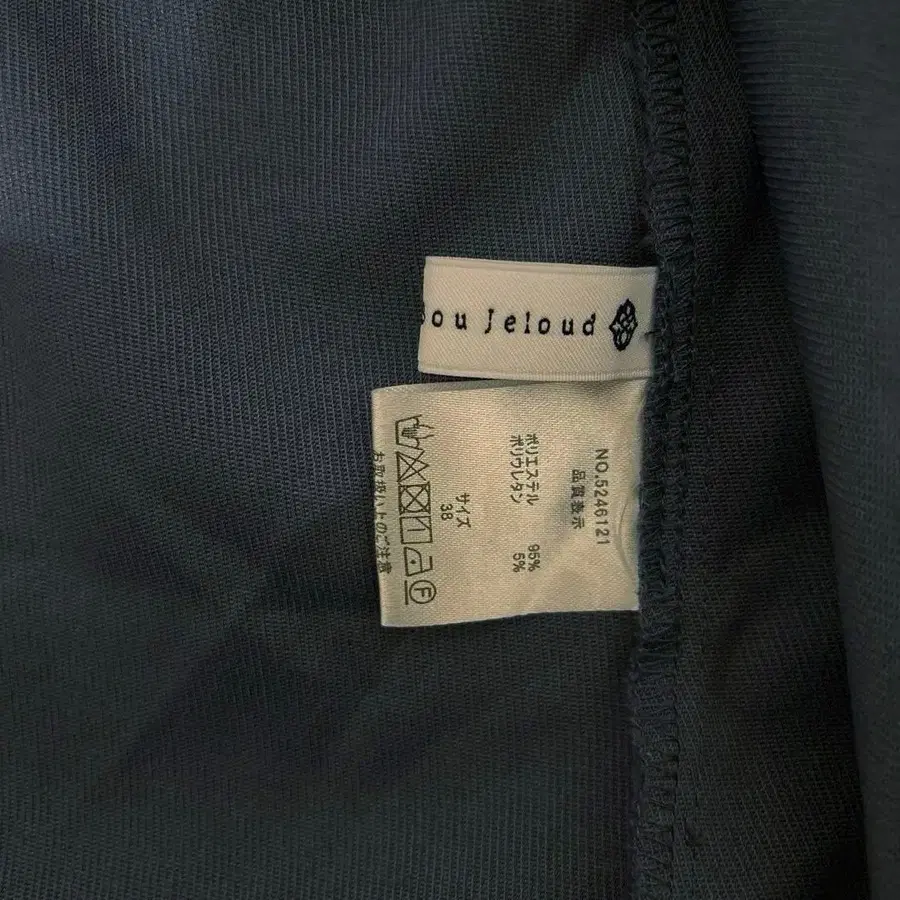 ou Jeloud
NO.5246121
品質表示
ポリエステル 95%
ポリウレタン 5%
サイズ
38
F
お取扱い上のご注意